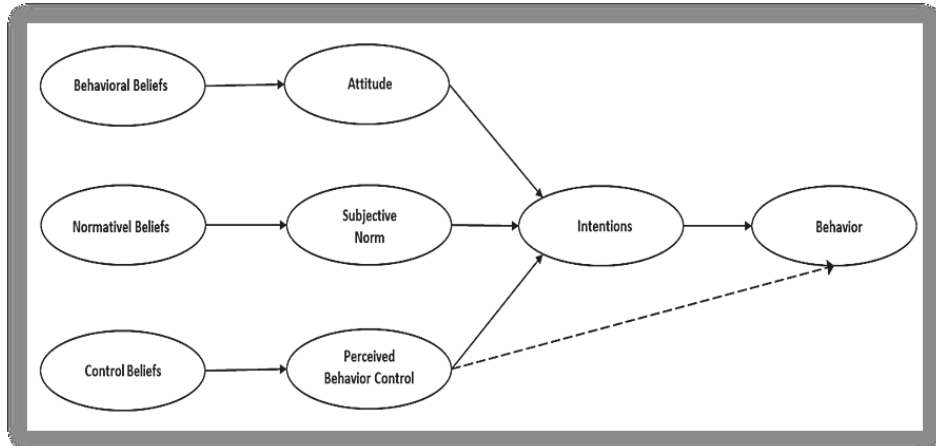 Behavioral Beliefs
Attitude
Normativel Beliefs
Subjective
Norm
Intentions
Behavior
Control Beliefs
Perceived
Behavior Control